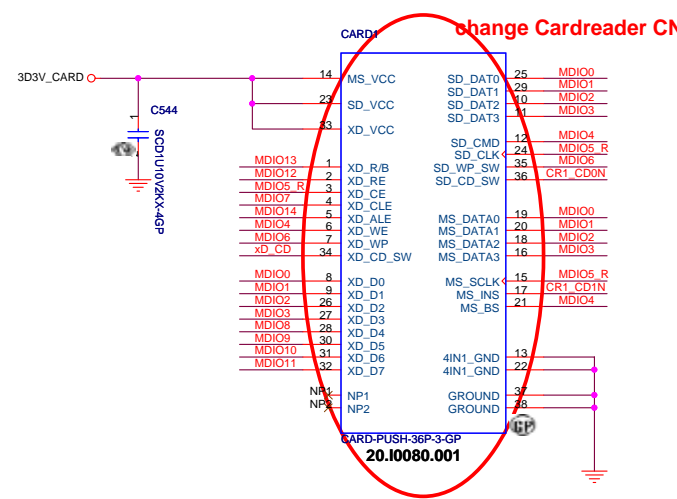 change Cardreader CN
CARD1
3D3V_CARD
C544
SCD1U10V2KX-4GP
1
14 MS_VCC
23 SD_VCC
33 XD_VCC
MDIO13 1 XD_R/B
MDIO12 2 XD_RE
MDIO5_R 3 XD_CE
MDIO7 4 XD_CLE
MDIO14 5 XD_ALE
MDIO4 6 XD_WE
MDIO6 7 XD_WP
xD_CD 34 XD_CD_SW
MDIO0 8 XD_D0
MDIO1 9 XD_D1
MDIO2 26 XD_D2
MDIO3 27 XD_D3
MDIO8 28 XD_D4
MDIO9 30 XD_D5
MDIO10 31 XD_D6
MDIO11 32 XD_D7
NP1 NP1
NP2 NP2
SD_DAT0 25 MDIO0
SD_DAT1 29 MDIO1
SD_DAT2 10 MDIO2
SD_DAT3 11 MDIO3
SD_CMD 12 MDIO4
SD_CLK 24 MDIO5_R
SD_WP_SW 35 MDIO6
SD_CD_SW 36 CR1_CD0N
MS_DATA0 19 MDIO0
MS_DATA1 20 MDIO1
MS_DATA2 18 MDIO2
MS_DATA3 16 MDIO3
MS_SCLK 15 MDIO5_R
MS_INS 17 CR1_CD1N
MS_BS 21 MDIO4
4IN1_GND 13
4IN1_GND 22
GROUND 37
GROUND 38
GP
CARD-PUSH-36P-3-GP
20.I0080.001